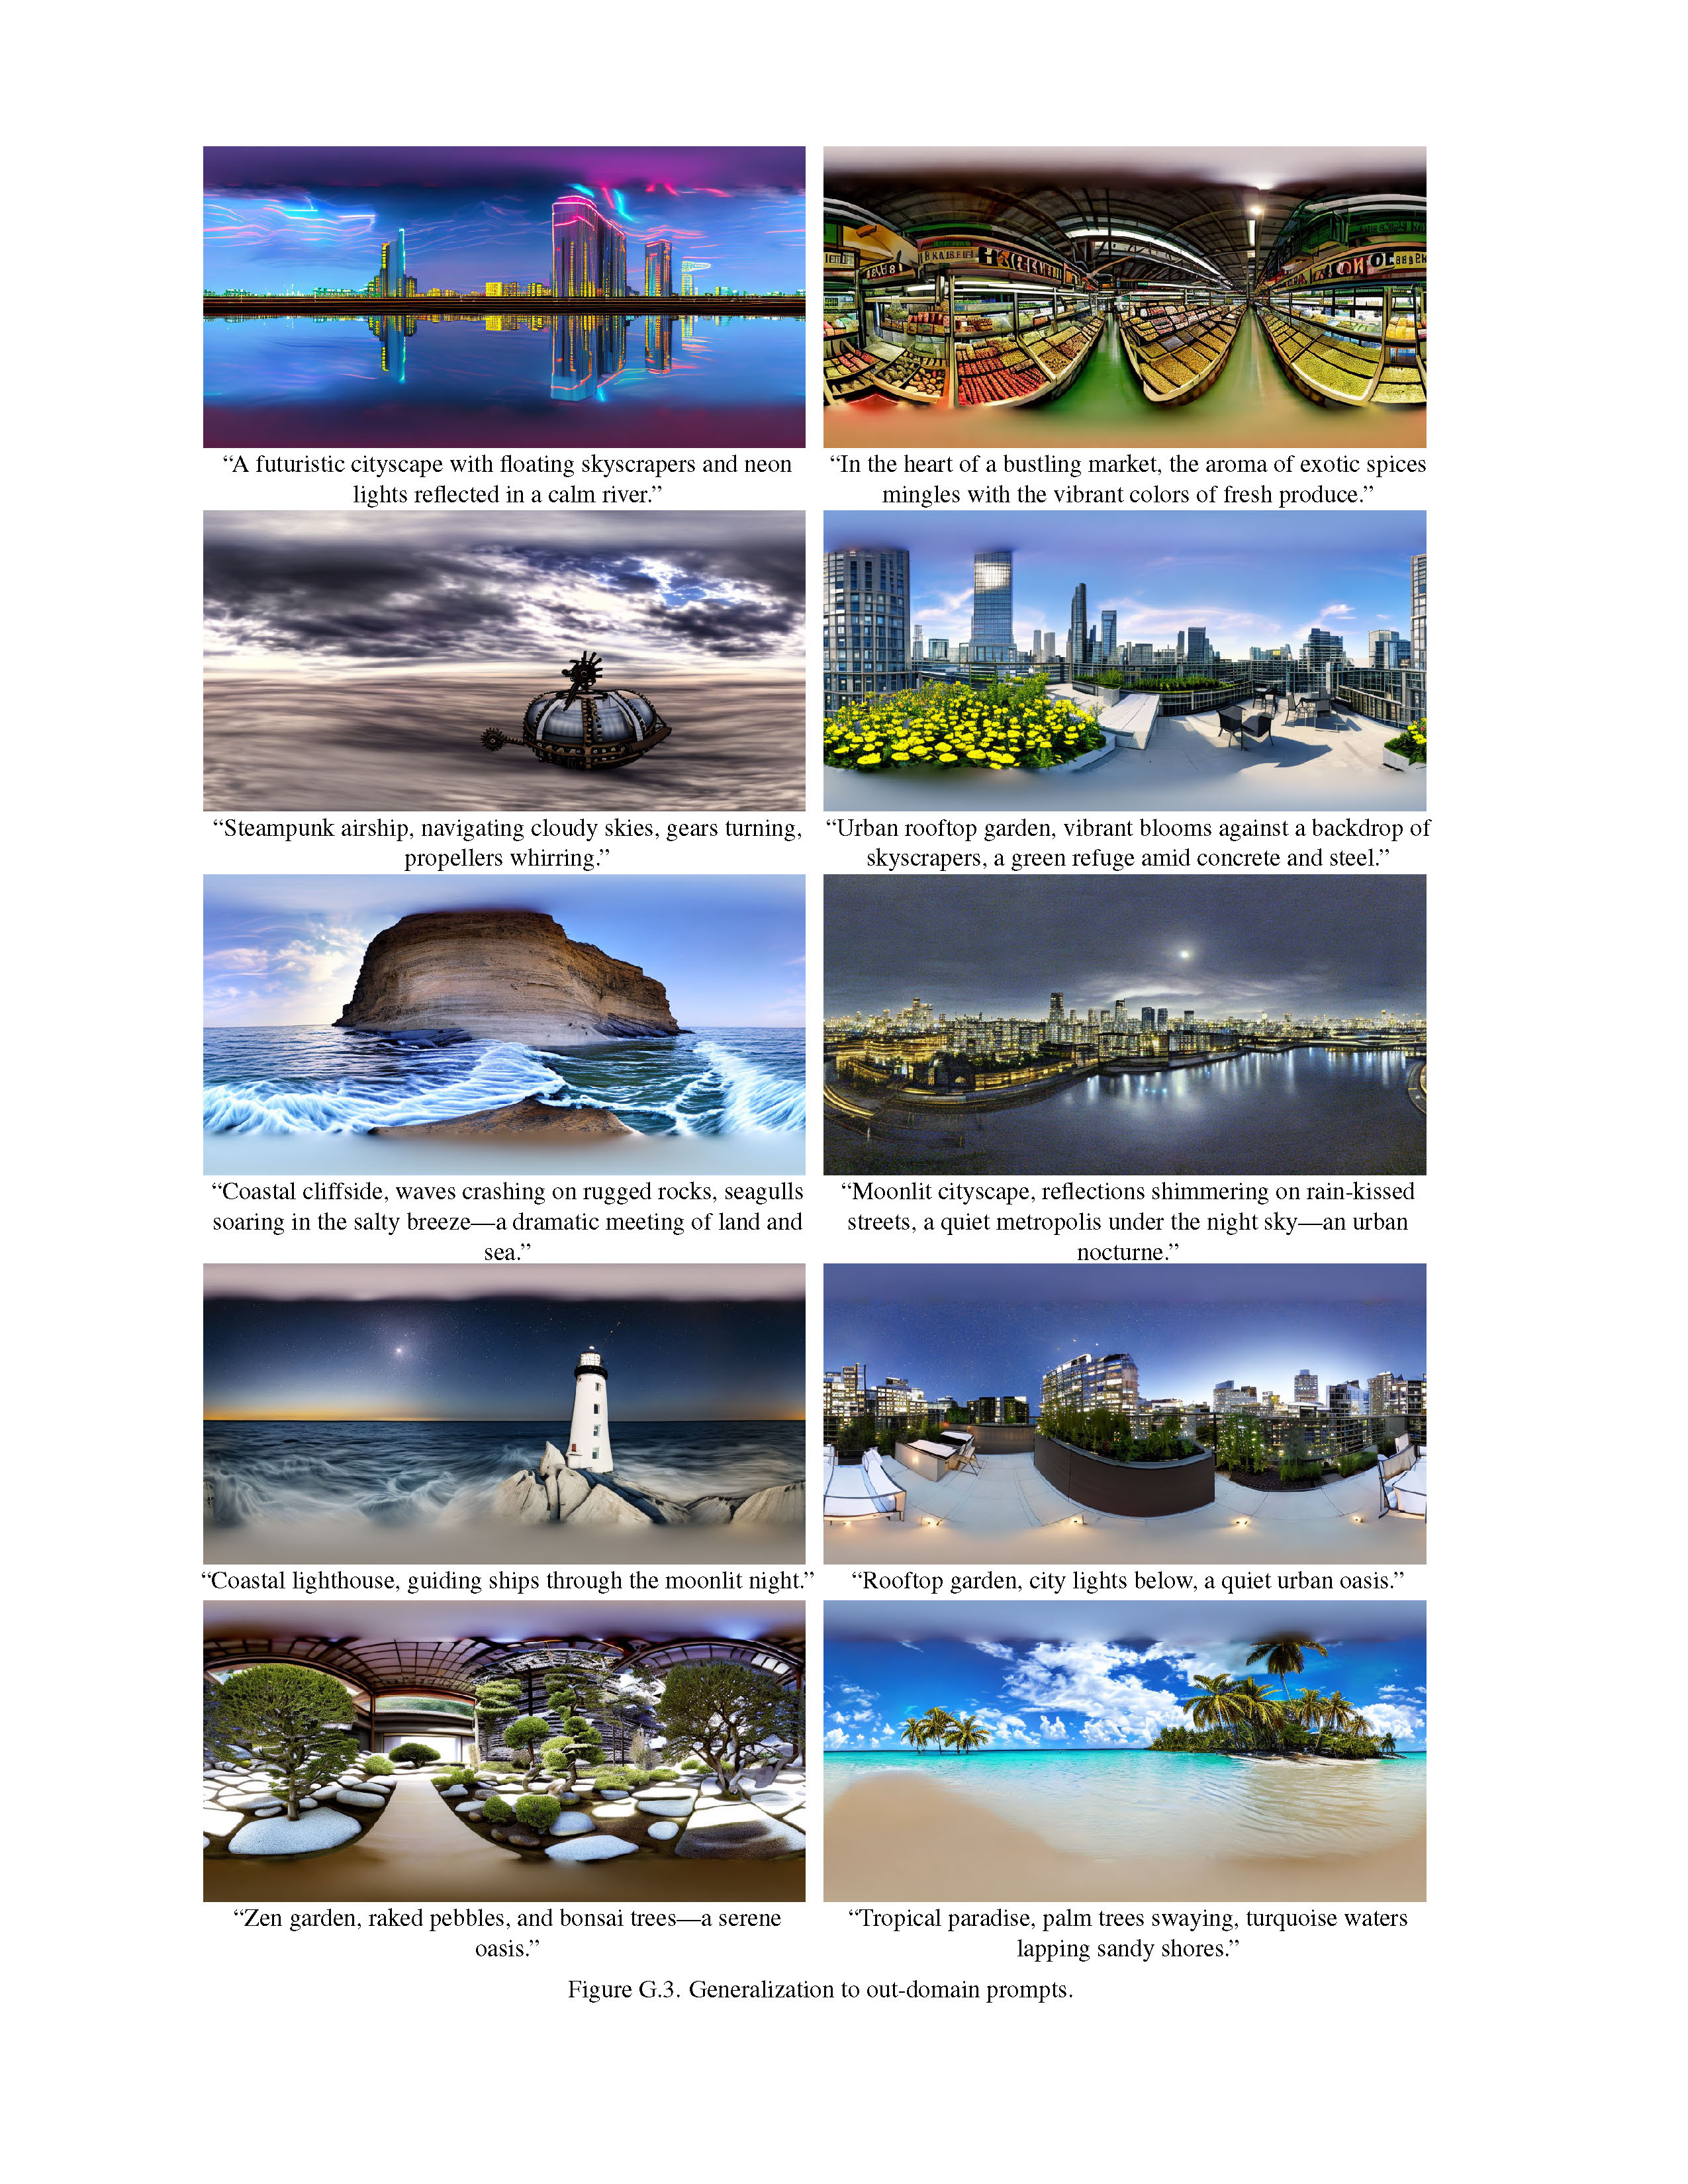 “A futuristic cityscape with floating skyscrapers and neon
lights reflected in a calm river.”
“In the heart of a bustling market, the aroma of exotic spices
mingles with the vibrant colors of fresh produce.”
“Steampunk airship, navigating cloudy skies, gears turning,
propellers whirring.”
“Urban rooftop garden, vibrant blooms against a backdrop of
skyscrapers, a green refuge amid concrete and steel.”
“Coastal cliffside, waves crashing on rugged rocks, seagulls
soaring in the salty breeze—a dramatic meeting of land and
sea.”
“Moonlit cityscape, reflections shimmering on rain-kissed
streets, a quiet metropolis under the night sky—an urban
nocturne.”
“Coastal lighthouse, guiding ships through the moonlit night.”
“Rooftop garden, city lights below, a quiet urban oasis.”
“Zen garden, raked pebbles, and bonsai trees—a serene
oasis.”
“Tropical paradise, palm trees swaying, turquoise waters
lapping sandy shores.”
Figure G.3. Generalization to out-domain prompts.